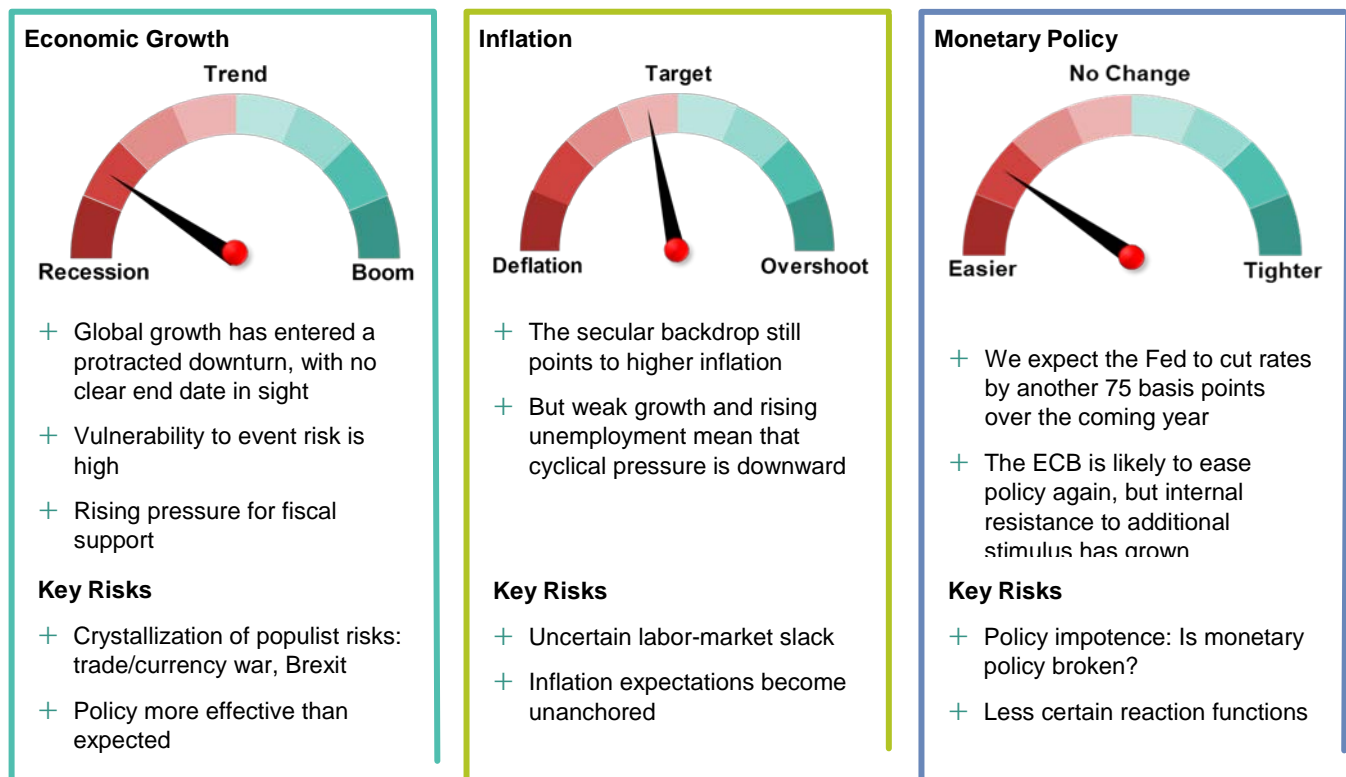 Economic Growth
Trend
Recession
Boom
+ Global growth has entered a
protracted downturn, with no
clear end date in sight
+ Vulnerability to event risk is
high
+ Rising pressure for fiscal
support
Key Risks
+ Crystallization of populist risks:
trade/currency war, Brexit
+ Policy more effective than
expected
Inflation
Target
Deflation
Overshoot
+ The secular backdrop still
points to higher inflation
+ But weak growth and rising
unemployment mean that
cyclical pressure is downward
Key Risks
+ Uncertain labor-market slack
+ Inflation expectations become
unanchored
Monetary Policy
No Change
Easier
Tighter
+ We expect the Fed to cut rates
by another 75 basis points
over the coming year
+ The ECB is likely to ease
policy again, but internal
resistance to additional
stimulus has grown
Key Risks
+ Policy impotence: Is monetary
policy broken?
+ Less certain reaction functions